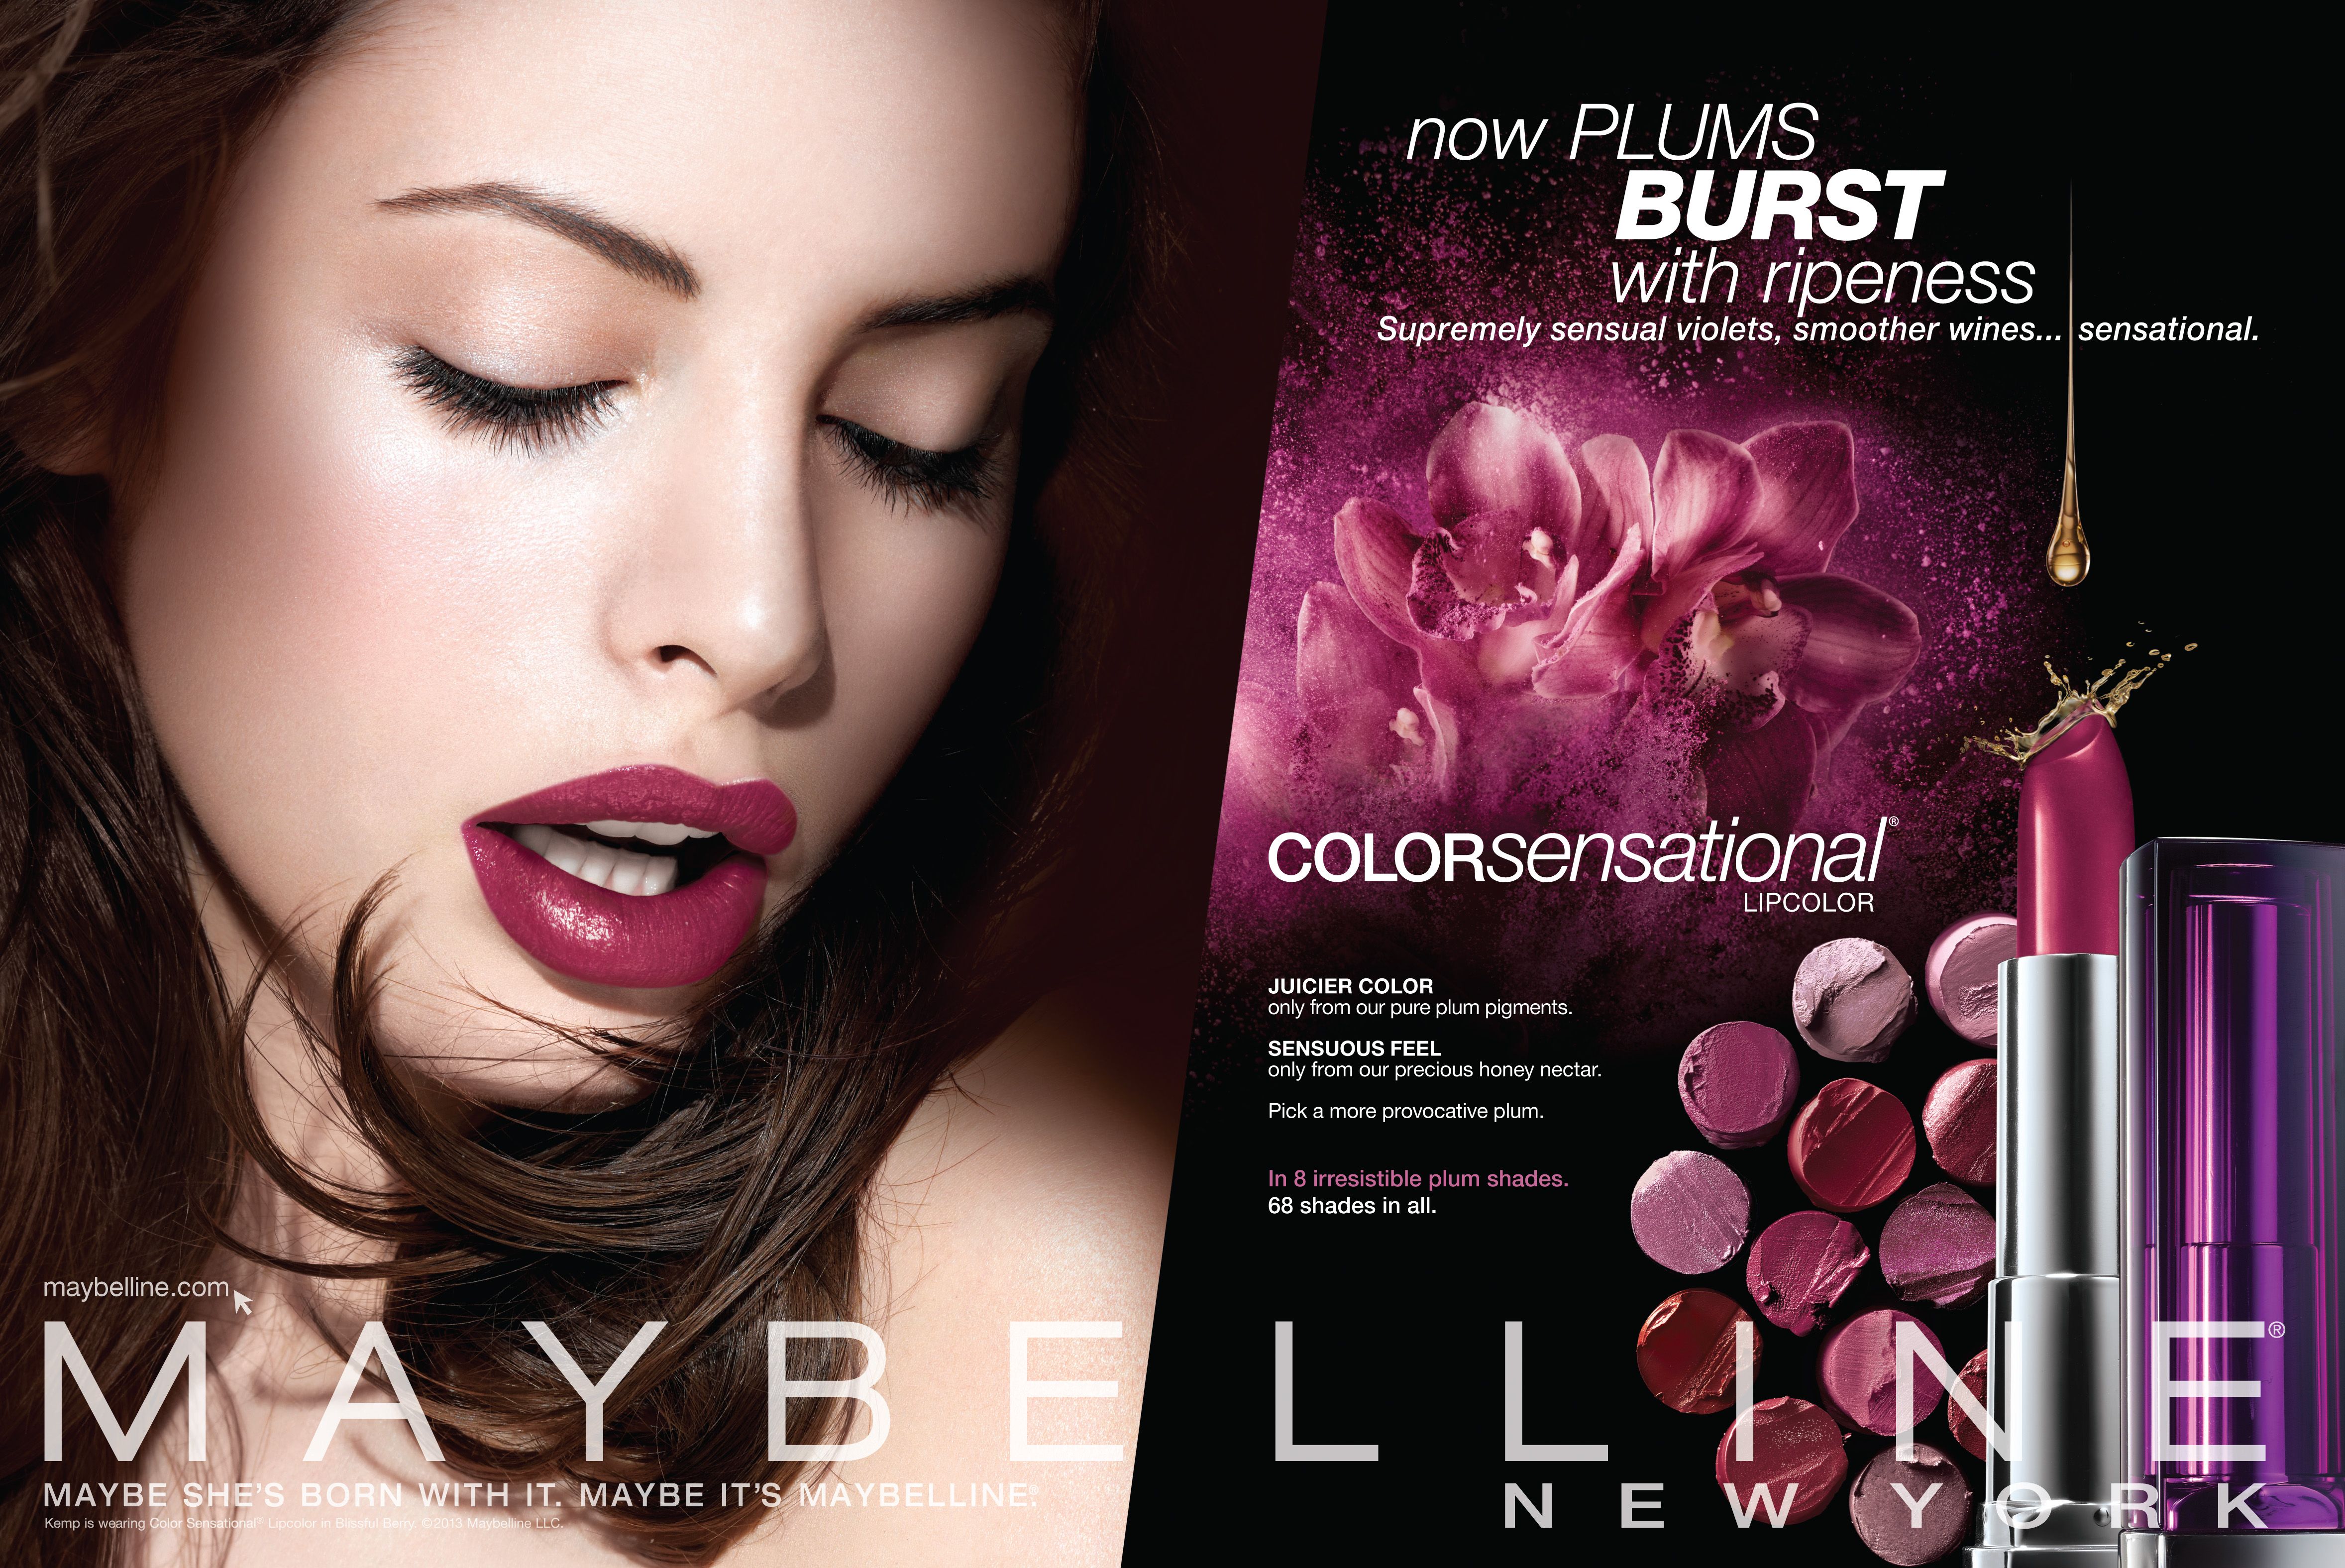 now PLUMS
BURST
with ripeness
Supremely sensual violets, smoother wines... sensational.
COLORsensational®
LIPCOLOR
JUICIER COLOR
only from our pure plum pigments.
SENSUOUS FEEL
only from our precious honey nectar.
Pick a more provocative plum.
In 8 irresistible plum shades.
68 shades in all.
maybelline.com
MAYBELLINE®
NEW YORK
MAYBE SHE'S BORN WITH IT. MAYBE IT'S MAYBELLINE.®
Kemp is wearing Color Sensational® Lipcolor in Blissful Berry. ©2013 Maybelline LLC.